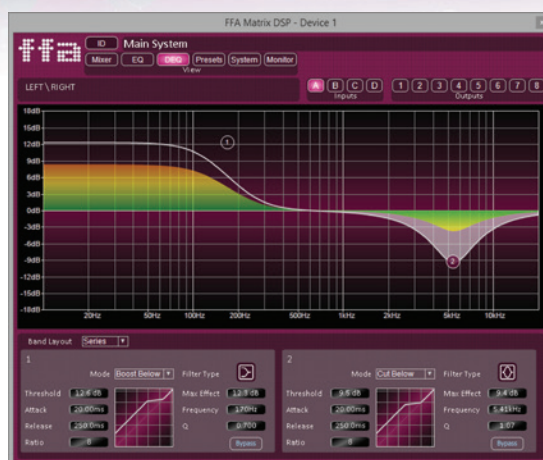 FFA Matrix DSP - Device 1
ffa
ID Main System
Mixer EQ DEQ Presets System Monitor
View
LEFT \ RIGHT
A B C D
Inputs
1 2 3 4 5 6 7 8
Outputs
18dB
15dB
12dB
9dB
6dB
3dB
0dB
-3dB
-6dB
-9dB
-12dB
-15dB
-18dB
1
2
20Hz 50Hz 100Hz 200Hz 500Hz 1kHz 2kHz 5kHz 10kHz
Band Layout Series
1
Mode Boost Below Filter Type
Threshold 12.6 dB
Attack 20.00ms
Release 250.0ms
Ratio 8
Max Effect 12.3 dB
Frequency 170Hz
Q 0.700
Bypass
2
Mode Cut Below Filter Type
Threshold 9.5 dB
Attack 20.00ms
Release 250.0ms
Ratio 8
Max Effect 9.4 dB
Frequency 5.41kHz
Q 1.07
Bypass